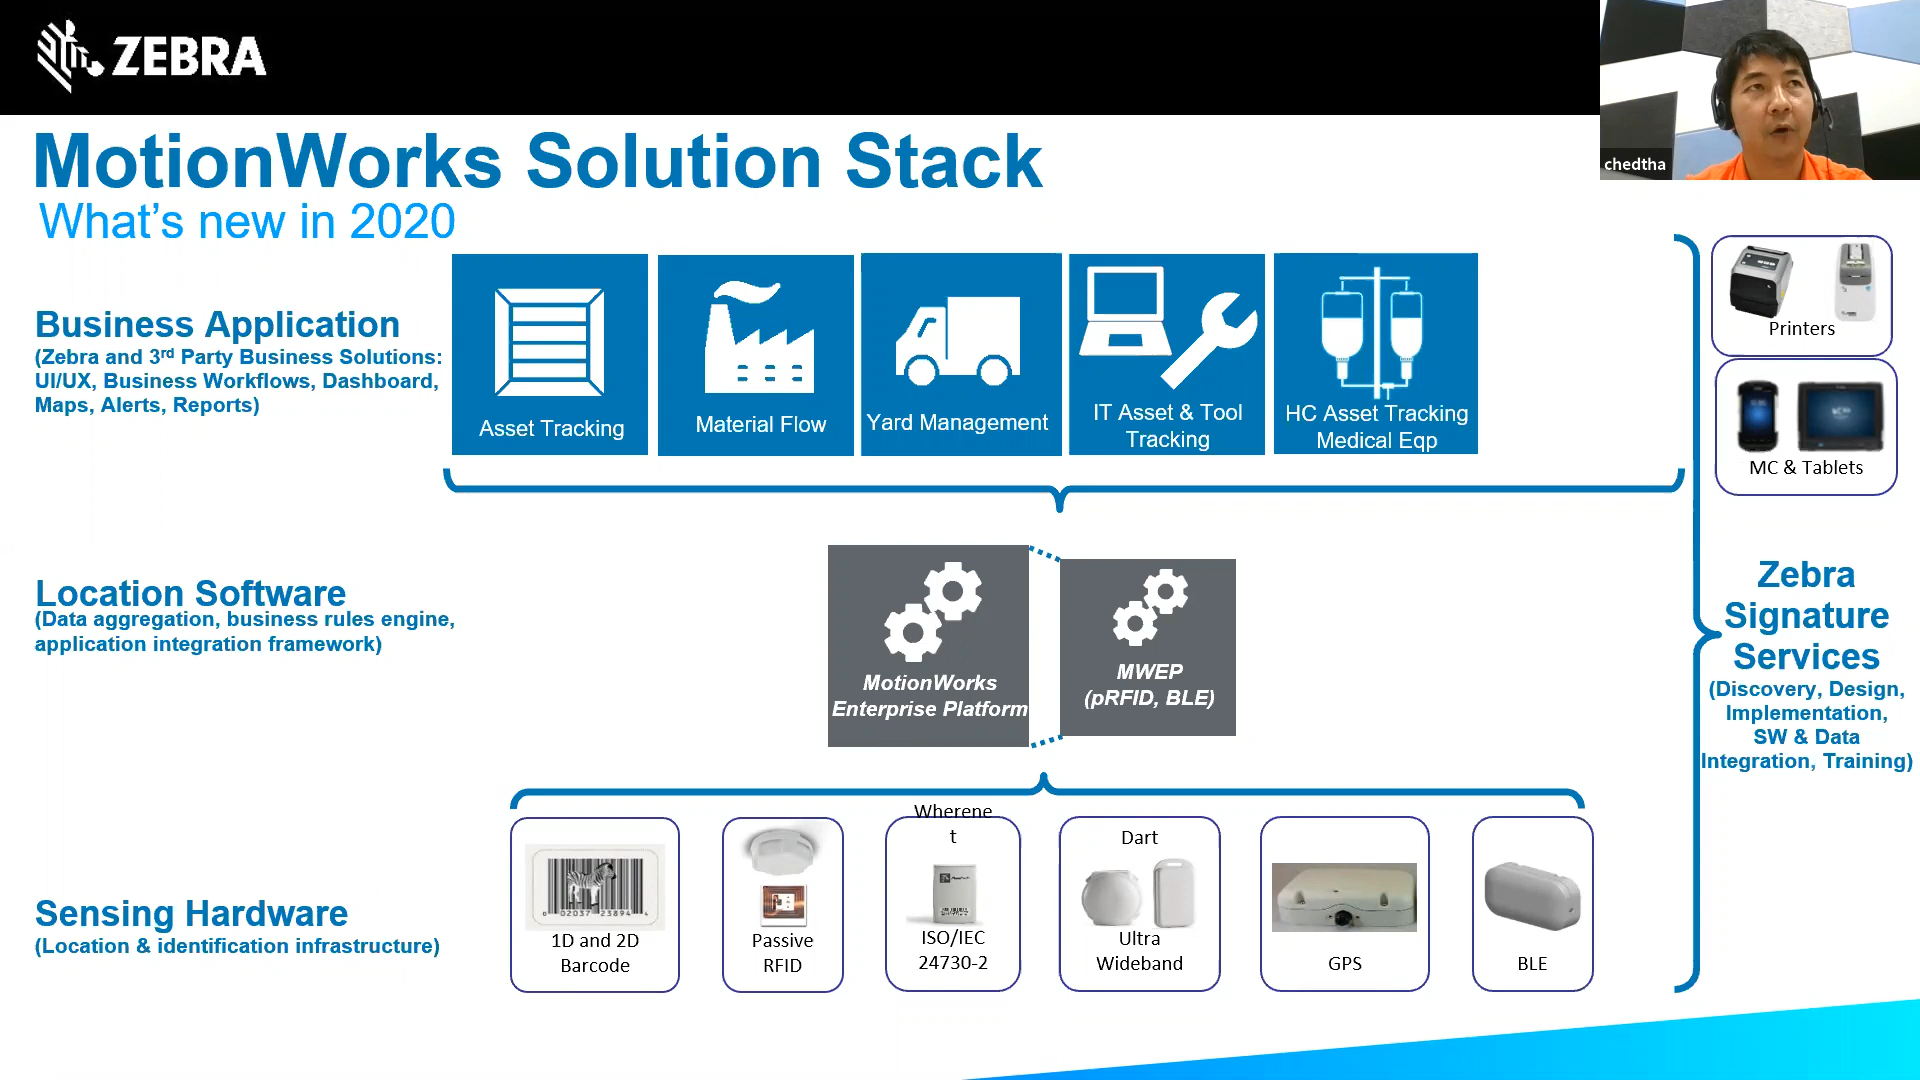 ZEBRA
chedtha
MotionWorks Solution Stack
What's new in 2020
Business Application
(Zebra and 3rd Party Business Solutions:
UI/UX, Business Workflows, Dashboard,
Maps, Alerts, Reports)
Asset Tracking
Material Flow
Yard Management
IT Asset & Tool
Tracking
HC Asset Tracking
Medical Eqp
Printers
MC & Tablets
Location Software
(Data aggregation, business rules engine,
application integration framework)
MotionWorks
Enterprise Platform
MWEP
(pRFID, BLE)
Zebra
Signature
Services
(Discovery, Design,
Implementation,
SW & Data
Integration, Training)
Sensing Hardware
(Location & identification infrastructure)
0 02037 23894 4
1D and 2D
Barcode
Passive
RFID
Wherene
t
ISO/IEC
24730-2
Dart
Ultra
Wideband
GPS
BLE